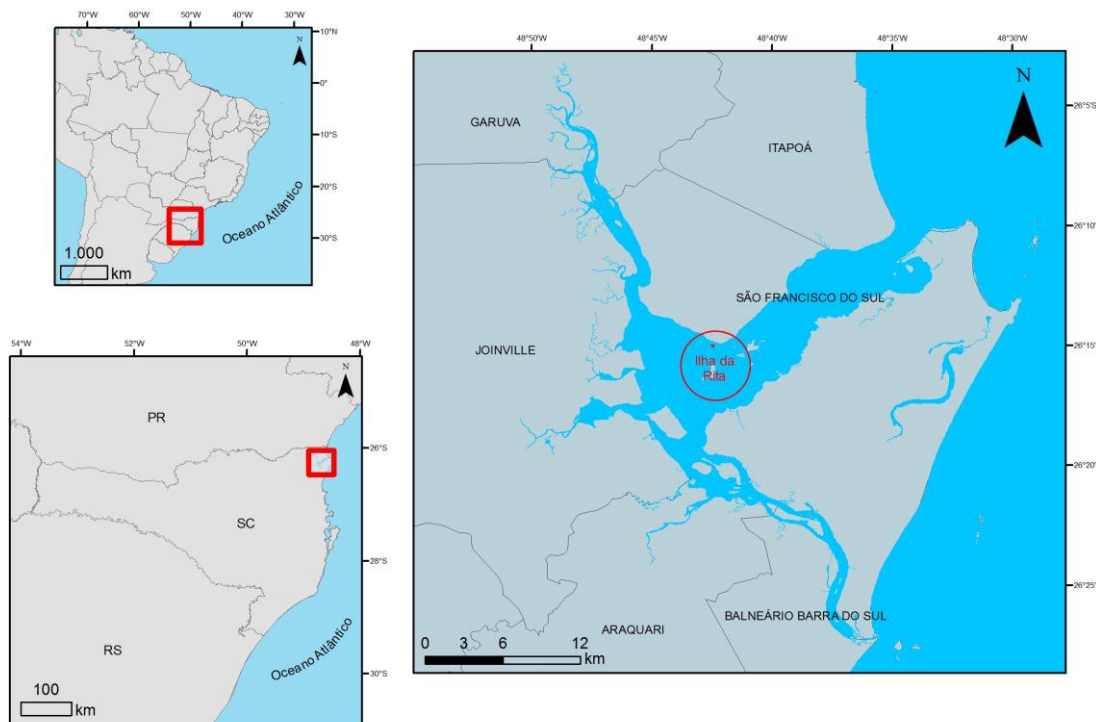 70°W 60°W 50°W 40°W 30°W
N
10°N
0°
10°S
20°S
30°S
Oceano Atlântico
1.000
km
54°W 52°W 50°W 48°W
N
PR
26°S
SC
28°S
Oceano Atlântico
RS
30°S
100
km
48°50'W 48°45'W 48°40'W 48°35'W 48°30'W
N
26°5'S
GARUVA
ITAPOÁ
26°10'S
SÃO FRANCISCO DO SUL
JOINVILLE
26°15'S
Ilha da
Rita
26°20'S
26°25'S
BALNEÁRIO BARRA DO SUL
ARAQUARI
0 3 6 12
km